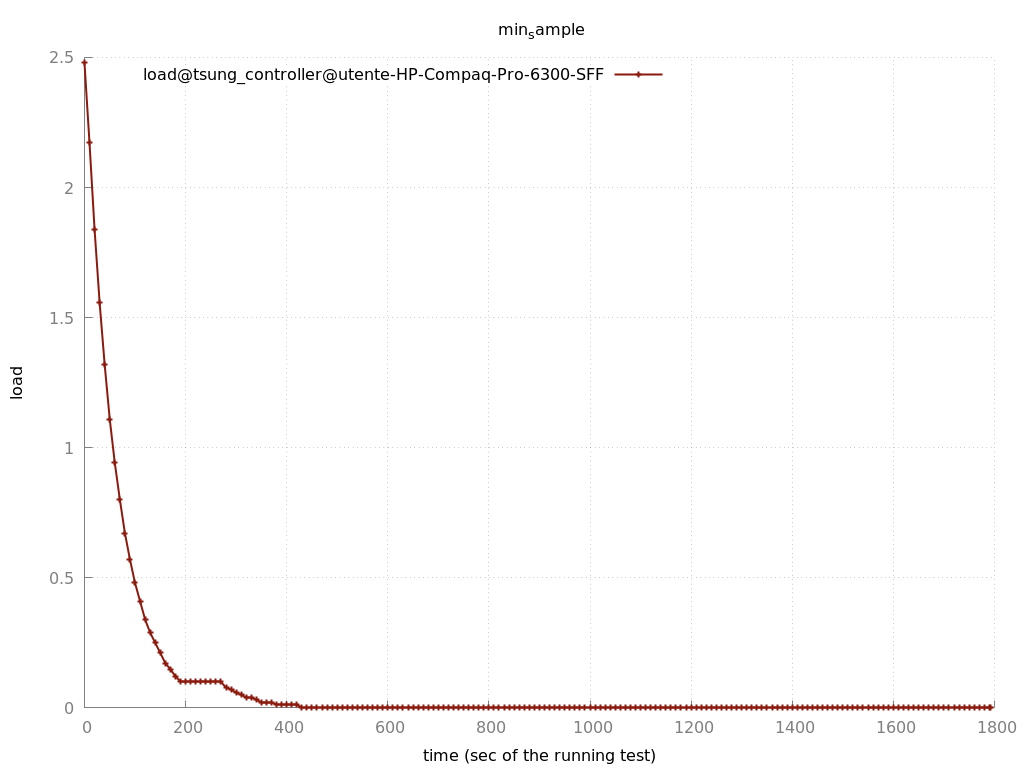 min_sample
load@tsung_controller@utente-HP-Compaq-Pro-6300-SFF
2.5
2
1.5
1
0.5
0
load
0 200 400 600 800 1000 1200 1400 1600 1800
time (sec of the running test)